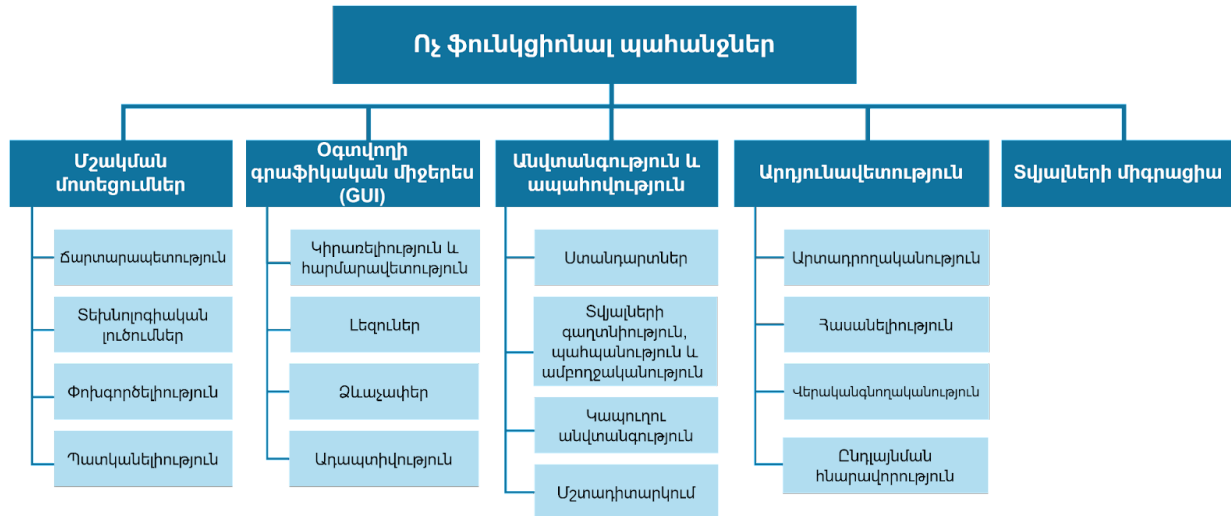 Ոչ ֆունկցիոնալ պահանջներ
Մշակման
մոտեցումներ
Ճարտարապետություն
Տեխնոլոգիական
լուծումներ
Փոխգործելիություն
Պատկանելիություն
Օգտվողի
գրաֆիկական միջերես
(GUI)
Կիրառելիություն և
հարմարավետություն
Լեզուներ
Ձևաչափեր
Ադապտիվություն
Անվտանգություն և
ապահովություն
Ստանդարտներ
Տվյալների
գաղտնիություն,
պահպանություն և
ամբողջականություն
Կապուղու
անվտանգություն
Մշտադիտարկում
Արդյունավետություն
Արտադրողականություն
Հասանելիություն
Վերականգնողականություն
Ընդլայնման
հնարավորություն
Տվյալների միգրացիա